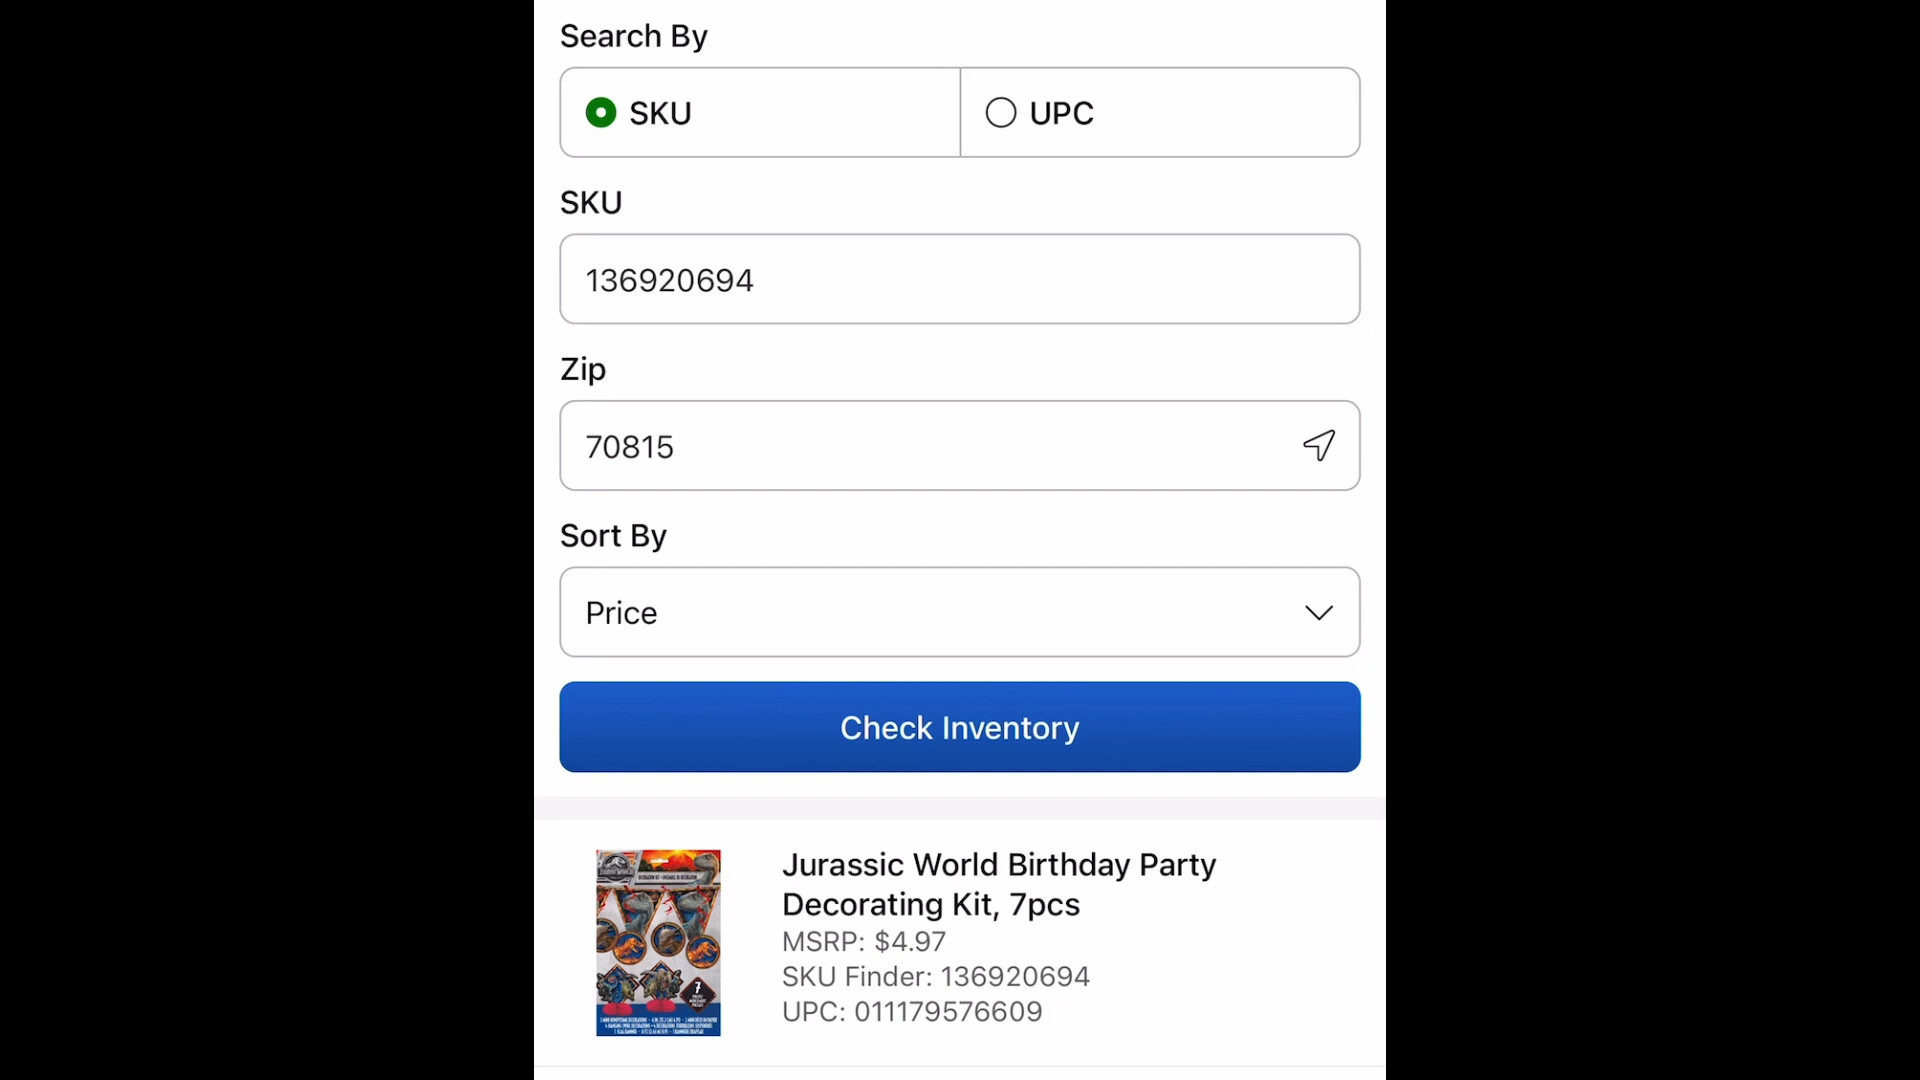 Search By
SKU
UPC
SKU
136920694
Zip
70815
Sort By
Price
Check Inventory
Jurassic World Birthday Party
Decorating Kit, 7pcs
MSRP: $4.97
SKU Finder: 136920694
UPC: 011179576609
7